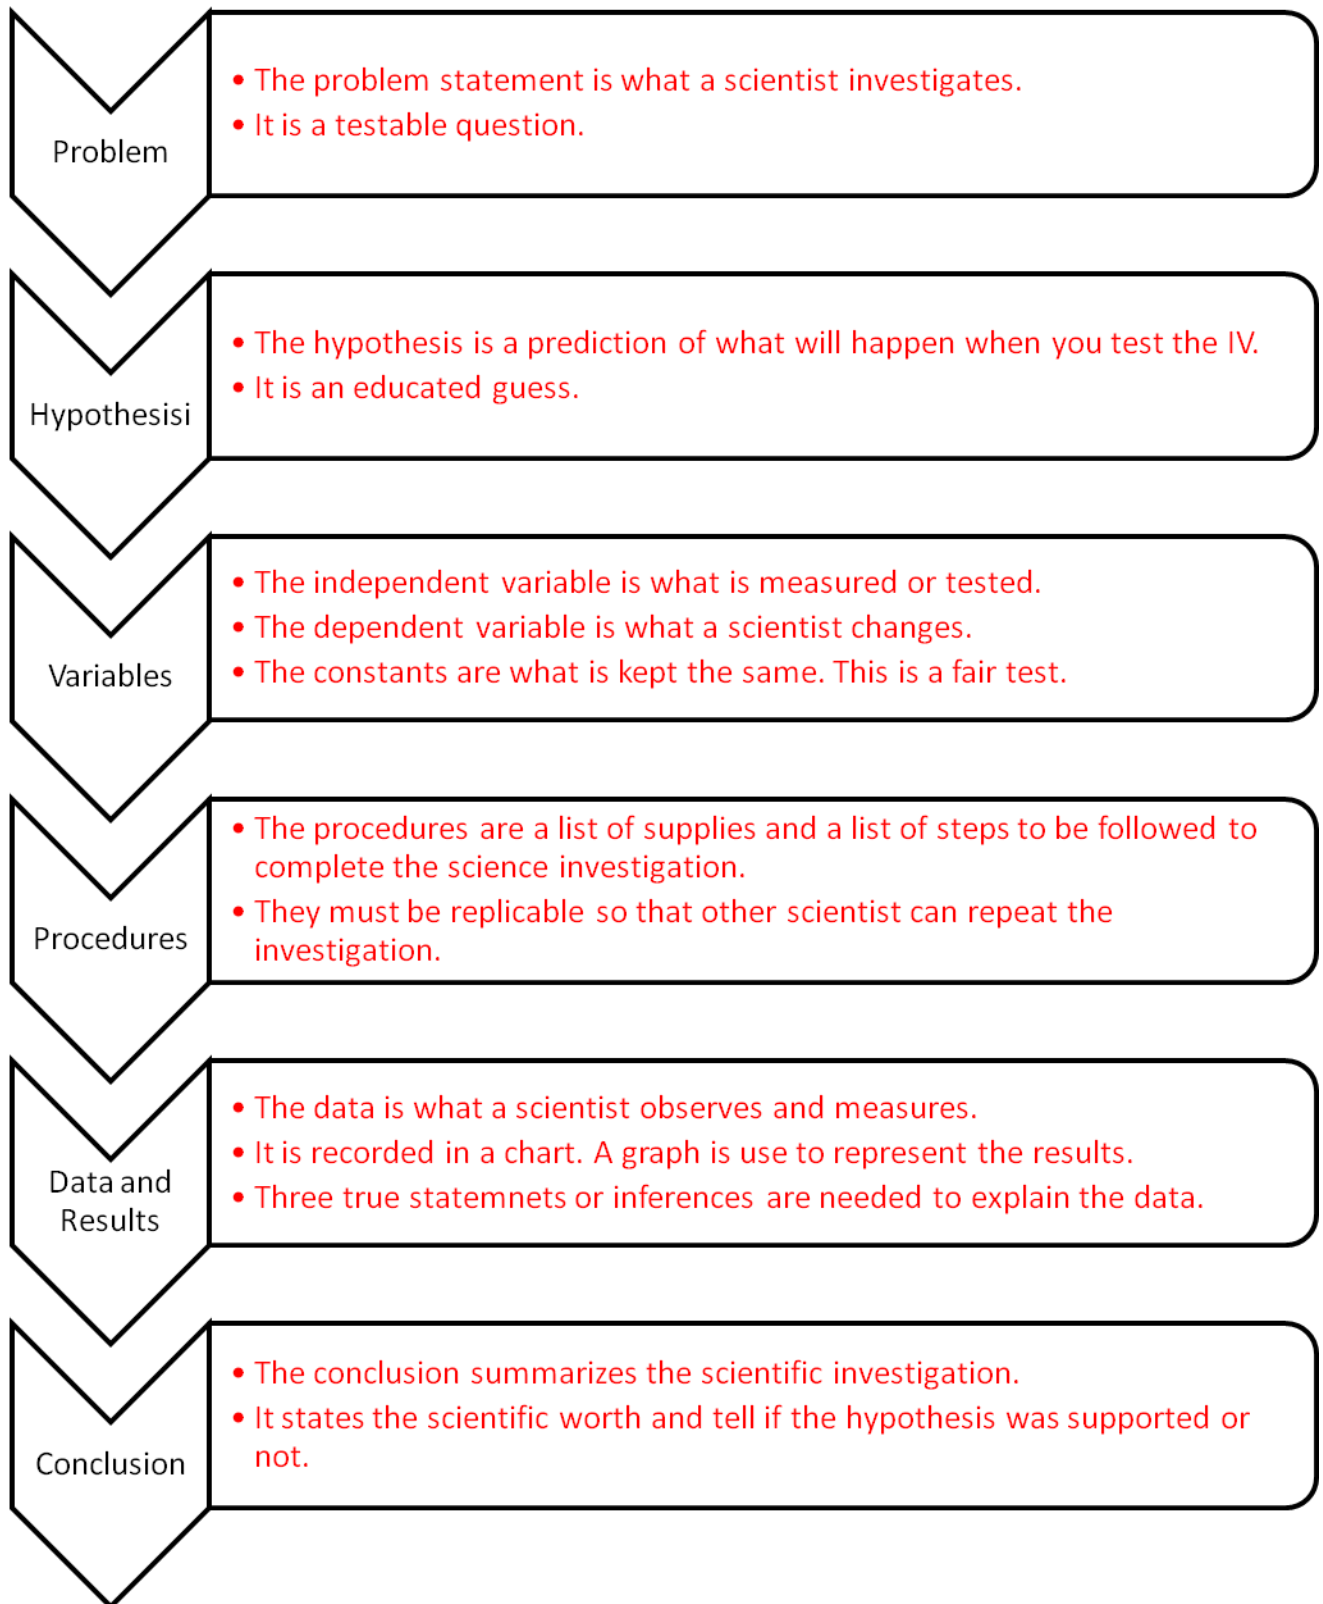 Problem
• The problem statement is what a scientist investigates.
• It is a testable question.
Hypothesisi
• The hypothesis is a prediction of what will happen when you test the IV.
• It is an educated guess.
Variables
• The independent variable is what is measured or tested.
• The dependent variable is what a scientist changes.
• The constants are what is kept the same. This is a fair test.
Procedures
• The procedures are a list of supplies and a list of steps to be followed to
complete the science investigation.
• They must be replicable so that other scientist can repeat the
investigation.
Data and
Results
• The data is what a scientist observes and measures.
• It is recorded in a chart. A graph is use to represent the results.
• Three true statemnets or inferences are needed to explain the data.
Conclusion
• The conclusion summarizes the scientific investigation.
• It states the scientific worth and tell if the hypothesis was supported or
not.